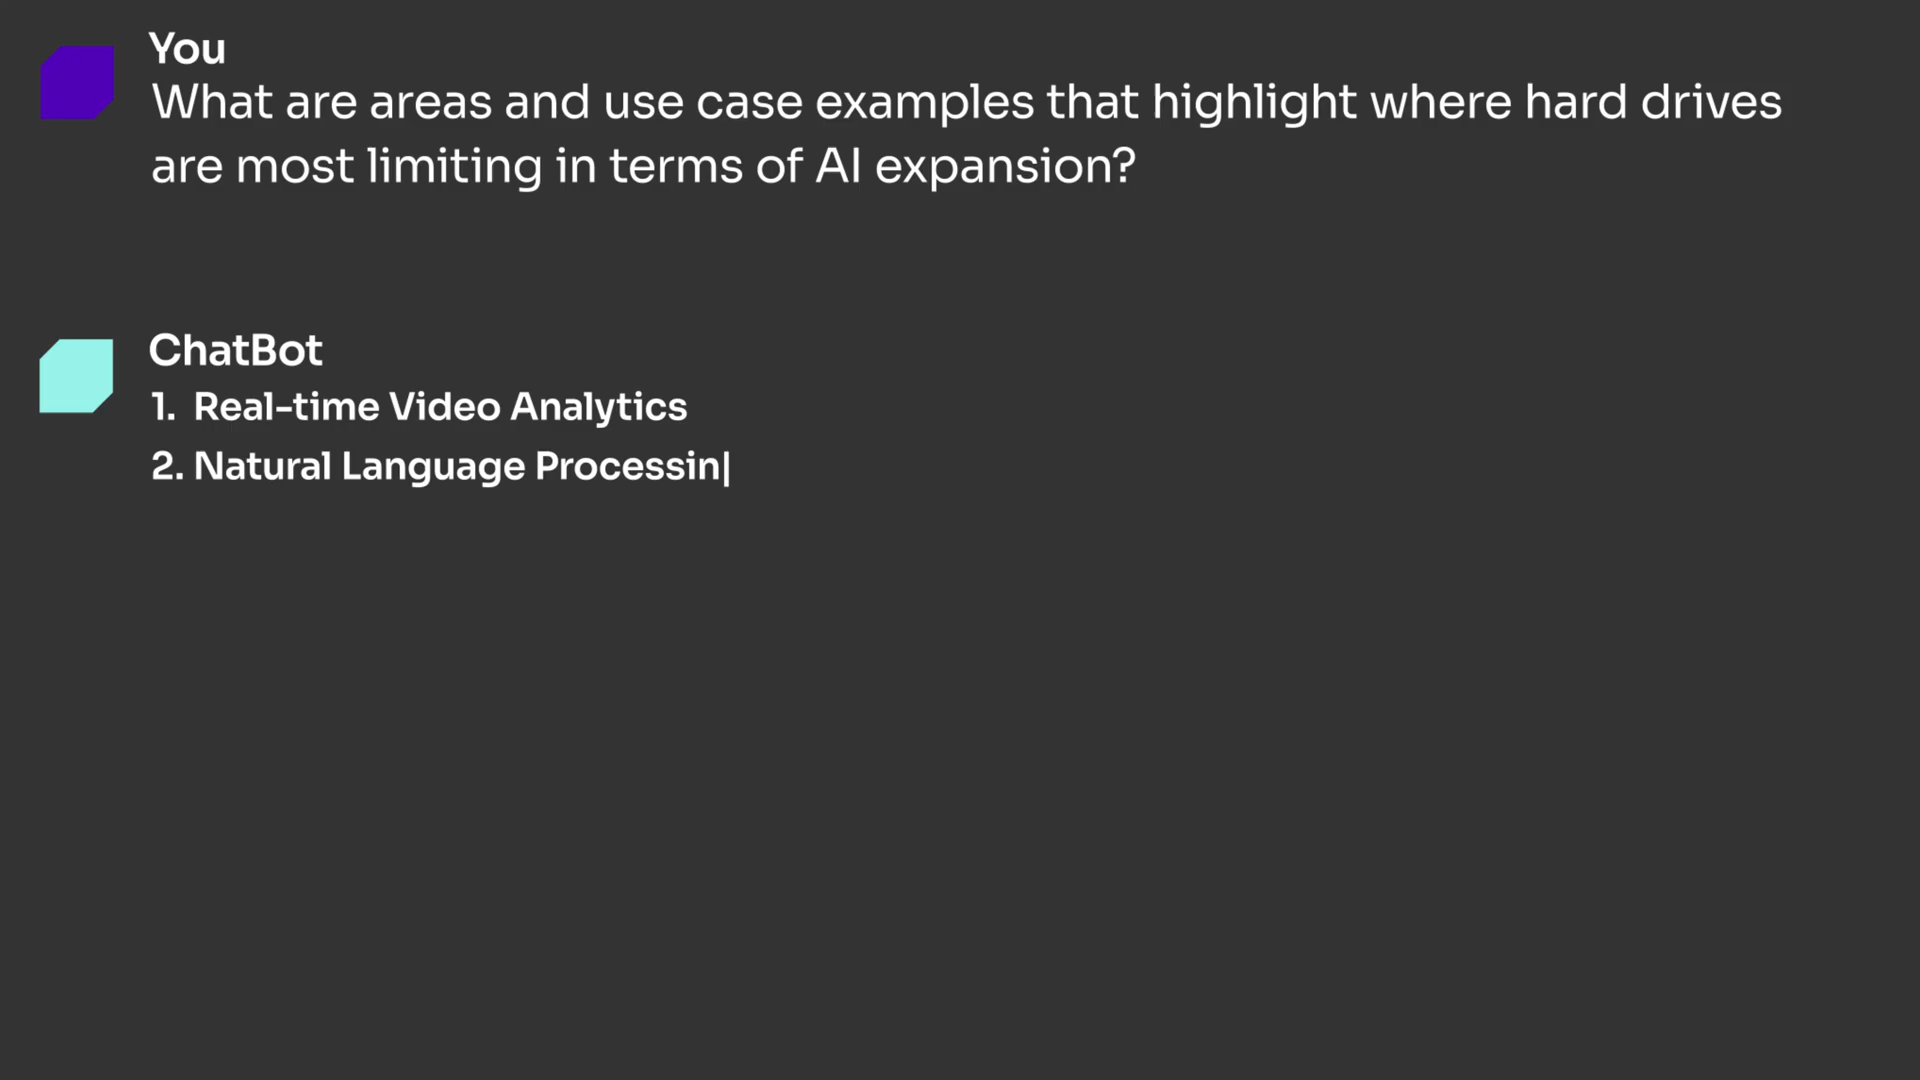 You
What are areas and use case examples that highlight where hard drives
are most limiting in terms of AI expansion?
ChatBot
1. Real-time Video Analytics
2. Natural Language Processin|